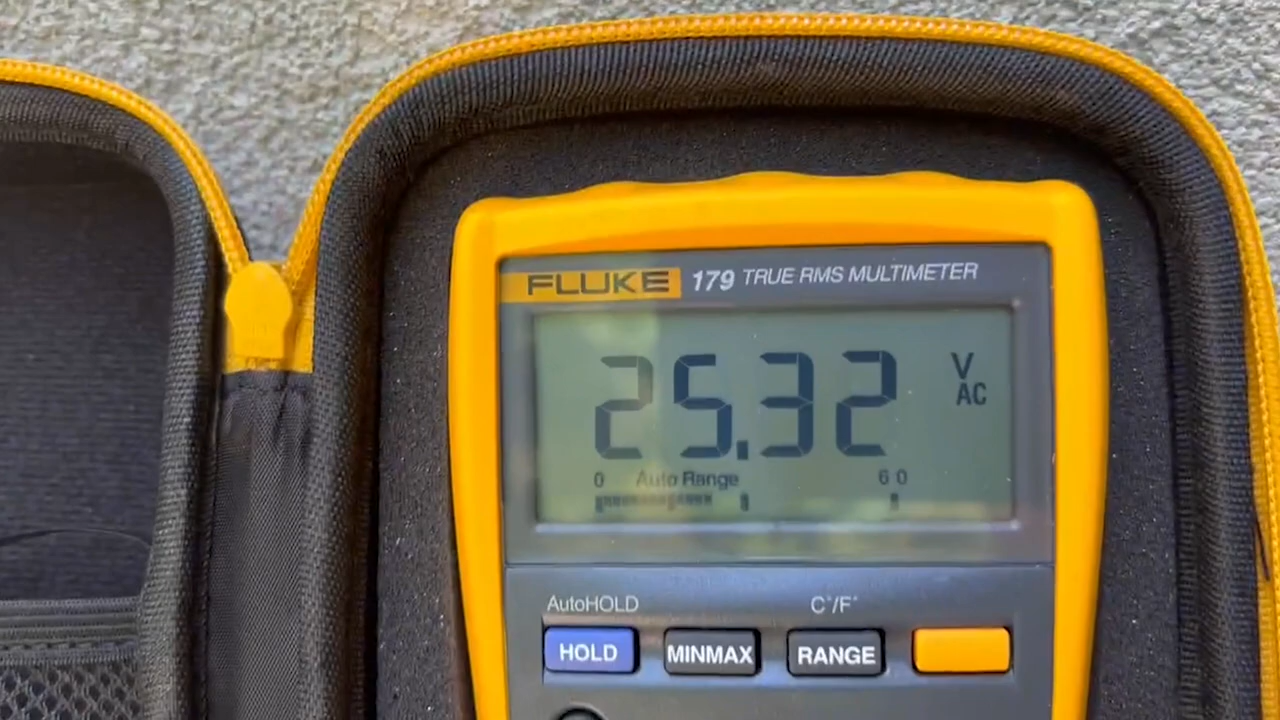 FLUKE 179 TRUE RMS MULTIMETER
25.32 V AC
0 Auto Range 60
AutoHOLD C°/F°
HOLD MINMAX RANGE